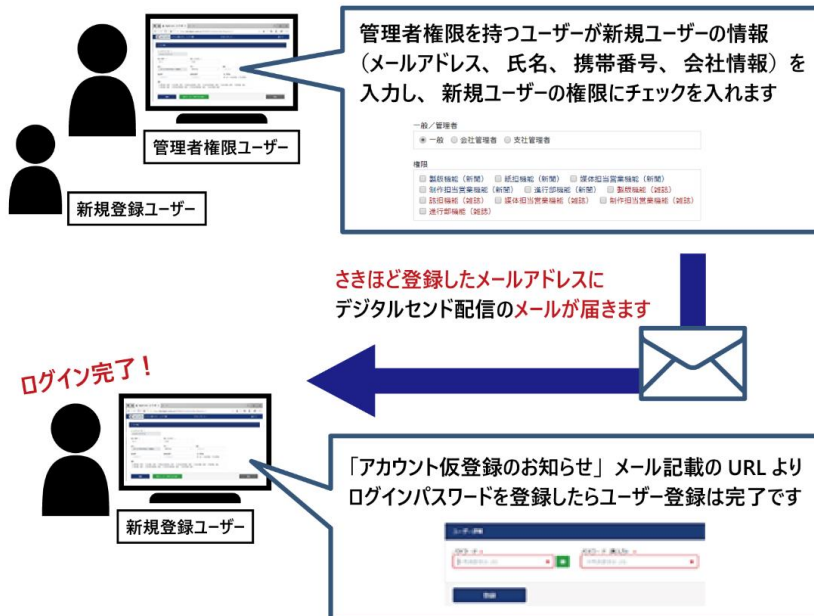 管理者権限を持つユーザーが新規ユーザーの情報
（メールアドレス、氏名、携帯番号、会社情報）を
入力し、新規ユーザーの権限にチェックを入れます
管理者権限ユーザー
新規登録ユーザー
一般／管理者
一般 会社管理者 支社管理者
権限
製版機能（新聞） 紙担機能（新聞） 媒体担当営業機能（新聞）
制作担当営業機能（新聞） 進行部機能（新聞） 製版機能（雑誌）
誌担機能（雑誌） 媒体担当営業機能（雑誌） 制作担当営業機能（雑誌）
進行部機能（雑誌）
さきほど登録したメールアドレスに
デジタルセンド配信のメールが届きます
ログイン完了！
新規登録ユーザー
「アカウント仮登録のお知らせ」メール記載の URL より
ログインパスワードを登録したらユーザー登録は完了です